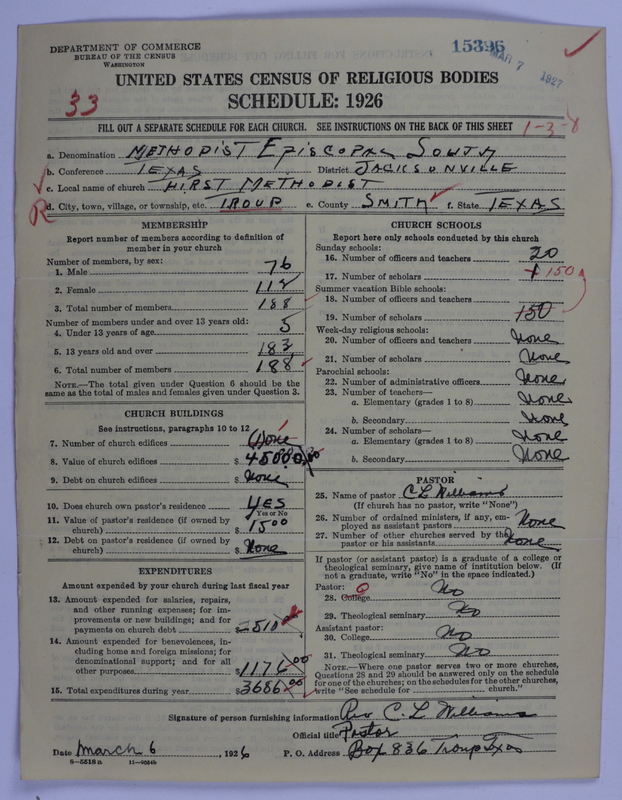 DEPARTMENT OF COMMERCE
BUREAU OF THE CENSUS
WASHINGTON
15396
MAR 7 1927
UNITED STATES CENSUS OF RELIGIOUS BODIES
33
SCHEDULE: 1926
FILL OUT A SEPARATE SCHEDULE FOR EACH CHURCH. SEE INSTRUCTIONS ON THE BACK OF THIS SHEET
1-3-8
a. Denomination METHODIST EPISCOPAL SOUTH
b. Conference TEXAS District JACKSONVILLE
c. Local name of church FIRST METHODIST
R
d. City, town, village, or township, etc. TROUP e. County SMITH f. State TEXAS
MEMBERSHIP
Report number of members according to definition of member in your church
Number of members, by sex:
1. Male 76
2. Female 112
3. Total number of members 188
Number of members under and over 13 years old:
4. Under 13 years of age 5
5. 13 years old and over 183
6. Total number of members 188
NOTE.—The total given under Question 6 should be the same as the total of males and females given under Question 3.
CHURCH BUILDINGS
See instructions, paragraphs 10 to 12
7. Number of church edifices One
8. Value of church edifices $ 45000
9. Debt on church edifices $ None
10. Does church own pastor's residence YES
Yes or No
11. Value of pastor's residence (if owned by church) $ 1500
12. Debt on pastor's residence (if owned by church) $ None
EXPENDITURES
Amount expended by your church during last fiscal year
13. Amount expended for salaries, repairs, and other running expenses; for improvements or new buildings; and for payments on church debt $ 2510
14. Amount expended for benevolences, including home and foreign missions; for denominational support; and for all other purposes $ 1176 00
15. Total expenditures during year $ 3686 00
CHURCH SCHOOLS
Report here only schools conducted by this church
Sunday schools:
16. Number of officers and teachers 20
17. Number of scholars 150
Summer vacation Bible schools:
18. Number of officers and teachers
19. Number of scholars 150
Week-day religious schools:
20. Number of officers and teachers None
21. Number of scholars None
Parochial schools:
22. Number of administrative officers None
23. Number of teachers—
a. Elementary (grades 1 to 8) None
b. Secondary None
24. Number of scholars—
a. Elementary (grades 1 to 8) None
b. Secondary None
PASTOR
25. Name of pastor C L Williams
(If church has no pastor, write "None")
26. Number of ordained ministers, if any, employed as assistant pastors None
27. Number of other churches served by the pastor or his assistants None
If pastor (or assistant pastor) is a graduate of a college or theological seminary, give name of institution below. (If not a graduate, write "No" in the space indicated.)
Pastor:
28. College No
29. Theological seminary No
Assistant pastor:
30. College No
31. Theological seminary No
NOTE.—Where one pastor serves two or more churches, Questions 28 and 29 should be answered only on the schedule for one of the churches; on the schedules for the other churches, write "See schedule for church."
Signature of person furnishing information Rev C. L Williams
Official title Pastor
Date March 6, 1926 P. O. Address Box 836 Troup Texas
8—5518 a